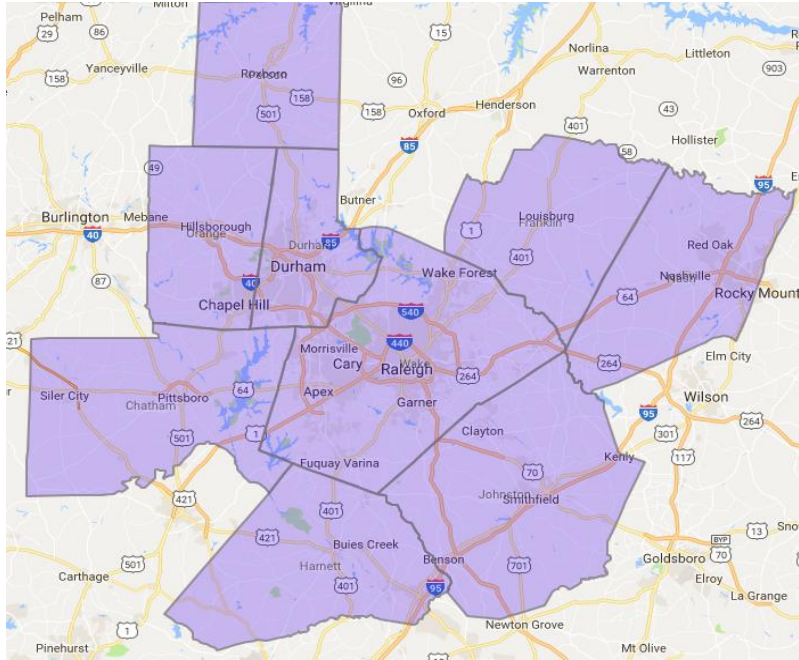 Pelham
Milton
Virgilina
29
86
15
Norlina
Littleton
Yanceyville
158
Roxboro
Person
96
Warrenton
903
158
501
158
Oxford
Henderson
43
401
85
58
Hollister
49
95
Butner
Burlington
Mebane
Hillsborough
Orange
Louisburg
Franklin
40
1
Durham
85
401
Red Oak
Durham
Wake Forest
Nashville
Nash
87
40
64
Rocky Mount
Chapel Hill
540
21
440
Morrisville
Elm City
Cary
Wake
264
Raleigh
264
Siler City
64
Apex
Wilson
Chatham
Pittsboro
Garner
95
264
501
1
Clayton
301
117
Kenly
Fuquay Varina
70
421
Johnston
Smithfield
401
13
Sno
421
Buies Creek
BYP
70
501
Benson
701
Goldsboro
Carthage
Harnett
Elroy
401
95
La Grange
1
Newton Grove
Pinehurst
Mt Olive